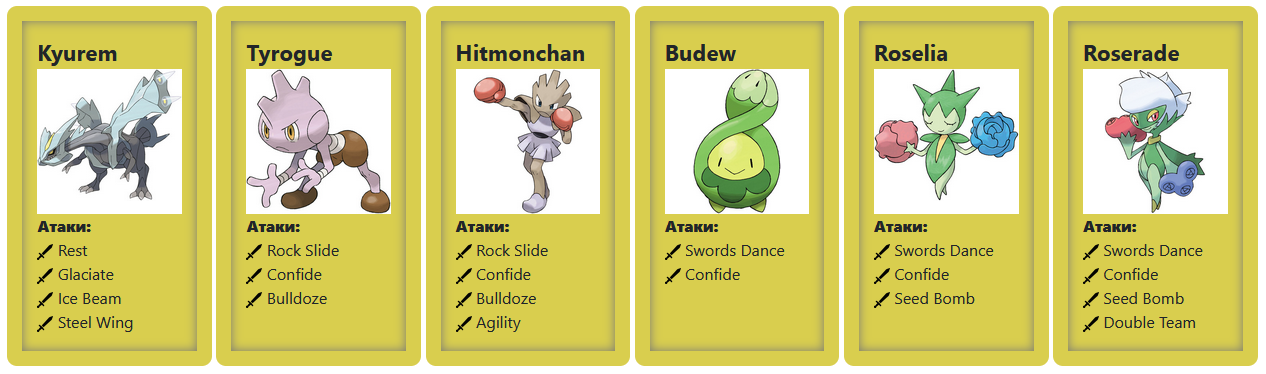 Kyurem
Атаки:
Rest
Glaciate
Ice Beam
Steel Wing
Tyrogue
Атаки:
Rock Slide
Confide
Bulldoze
Hitmonchan
Атаки:
Rock Slide
Confide
Bulldoze
Agility
Budew
Атаки:
Swords Dance
Confide
Roselia
Атаки:
Swords Dance
Confide
Seed Bomb
Roserade
Атаки:
Swords Dance
Confide
Seed Bomb
Double Team